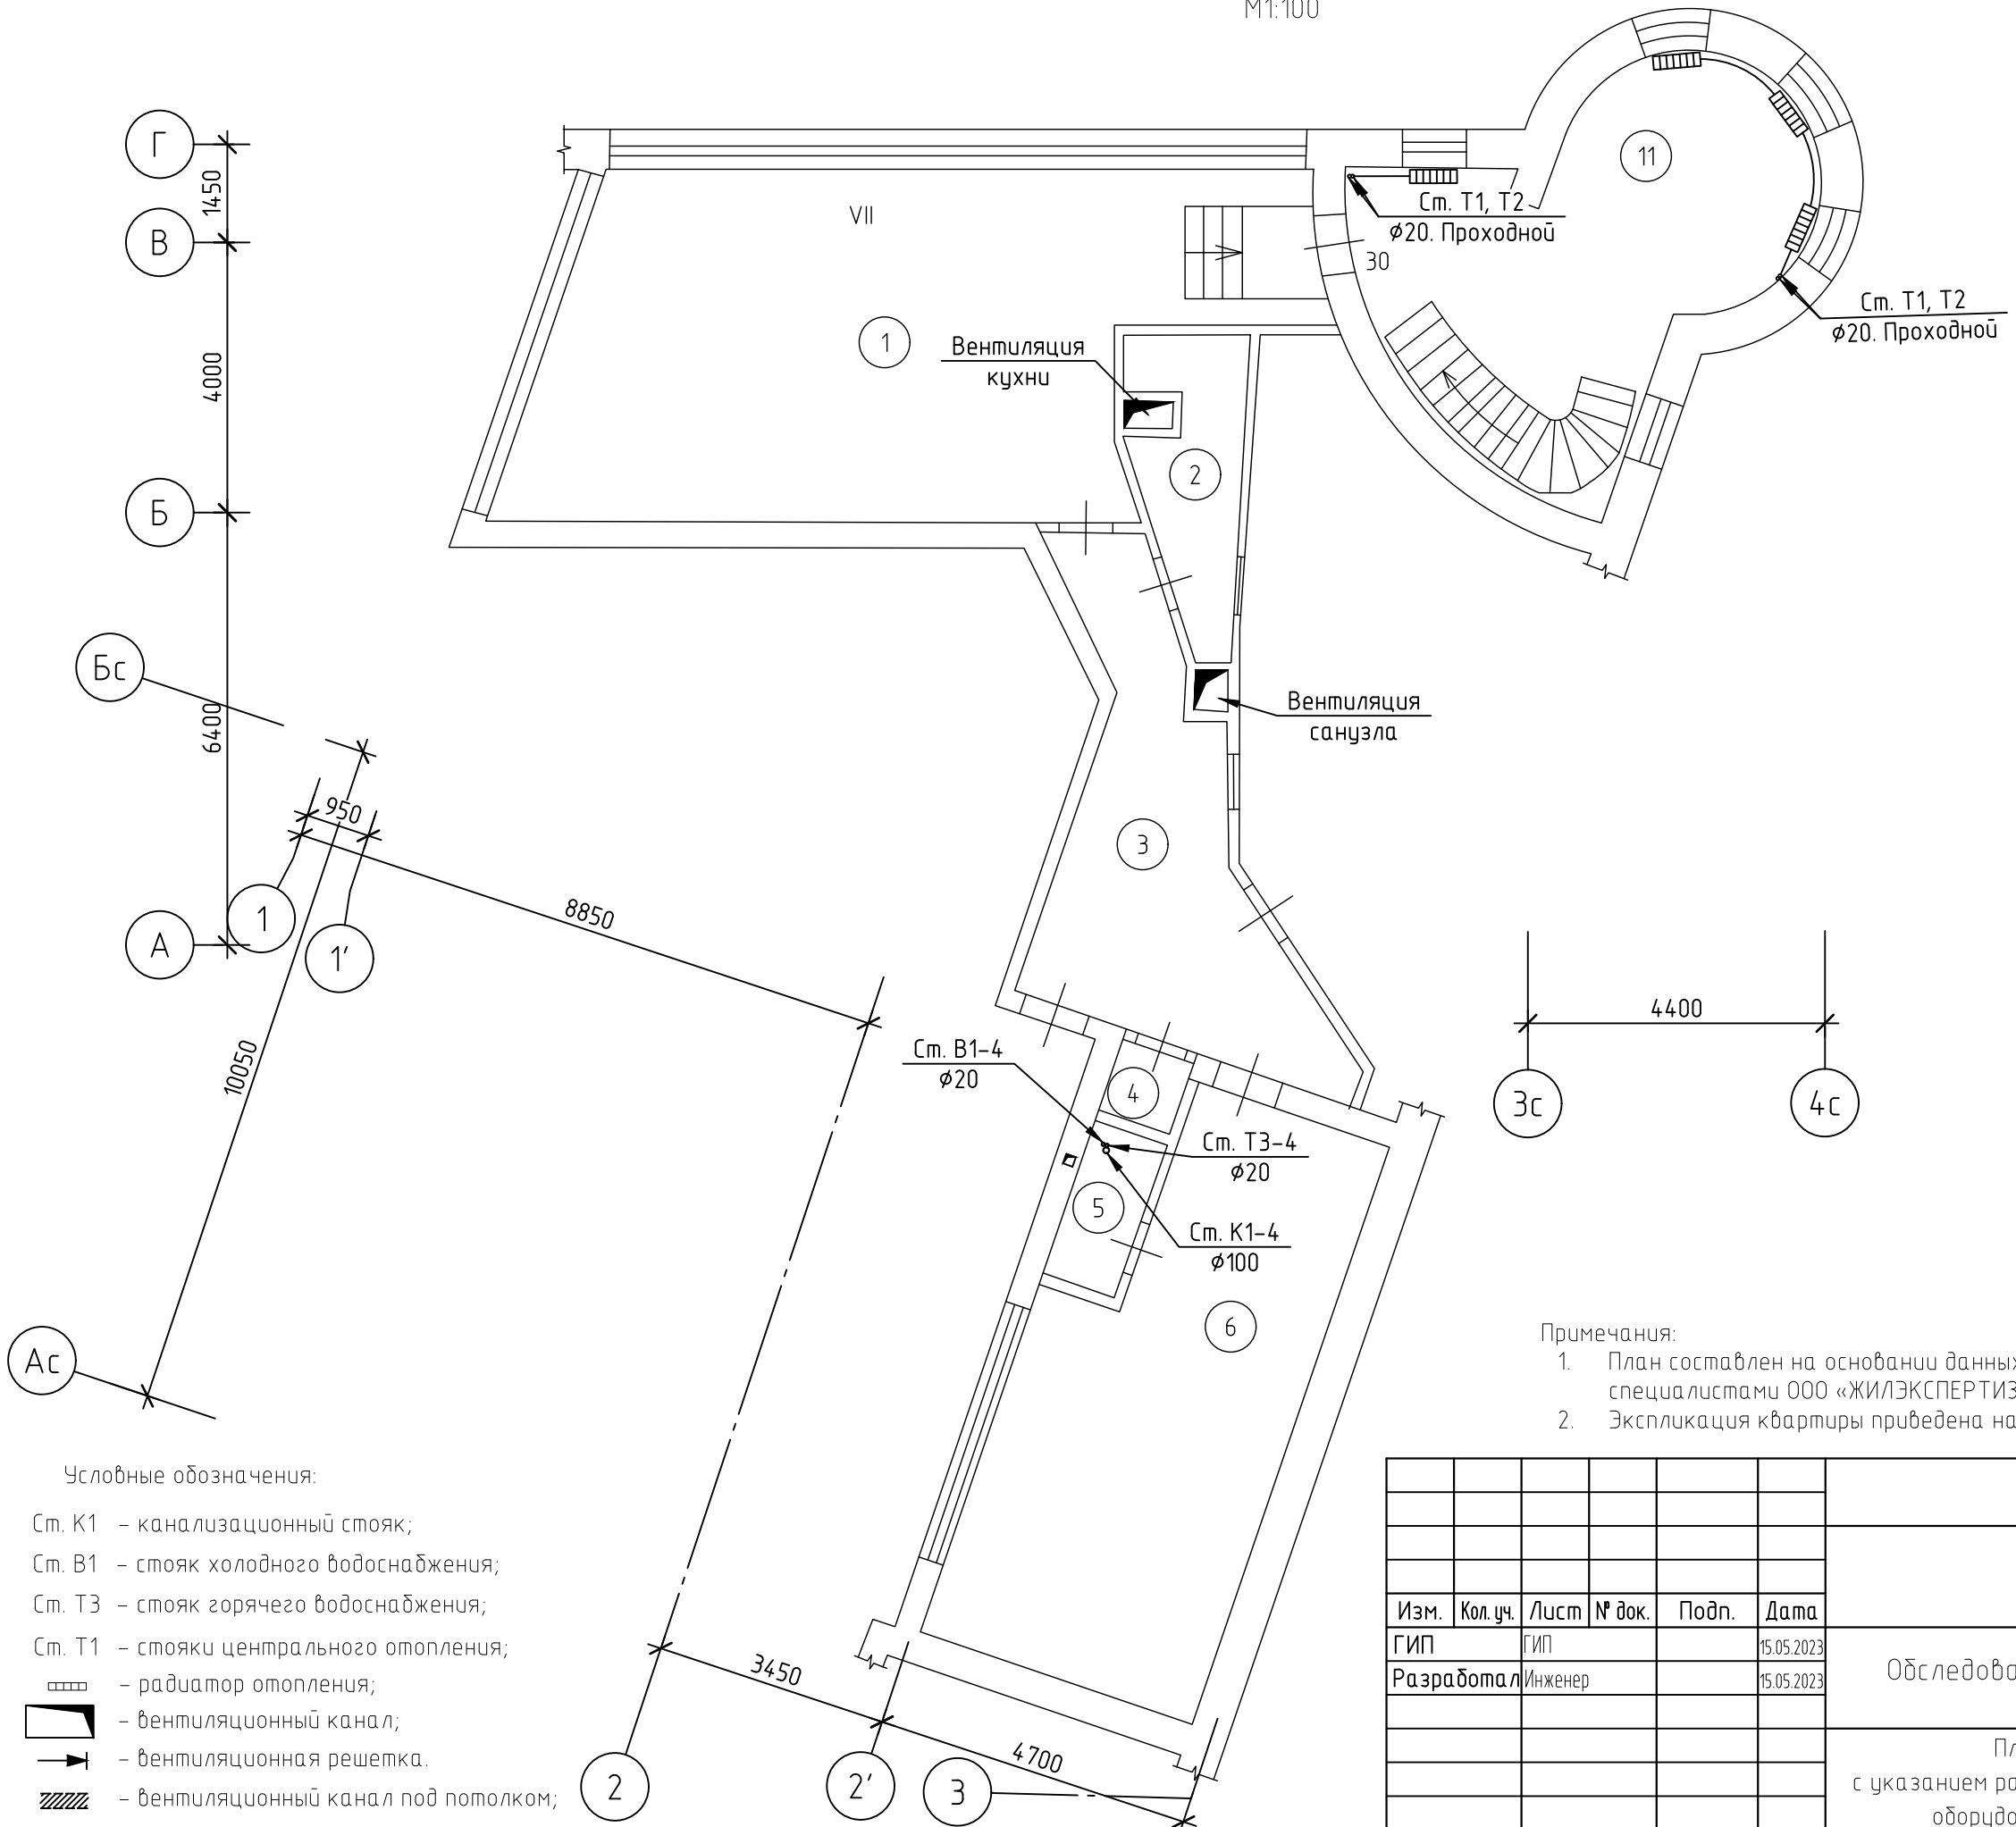 М1:100
Г
1450
В
4000
Б
6400
А
Бс
950
1
1'
8850
10050
Ас
VII
1
Вентиляция
кухни
2
Вентиляция
санузла
3
11
Ст. Т1, Т2
Ø20. Проходной
30
Ст. Т1, Т2
Ø20. Проходной
4400
3с
4с
Ст. В1-4
Ø20
4
Ст. Т3-4
Ø20
5
Ст. К1-4
Ø100
6
3450
4700
2
2'
3
Примечания:
1. План составлен на основании данных
специалистами ООО «ЖИЛЭКСПЕРТИЗ
2. Экспликация квартиры приведена на
Условные обозначения:
Ст. К1 – канализационный стояк;
Ст. В1 – стояк холодного водоснабжения;
Ст. Т3 – стояк горячего водоснабжения;
Ст. Т1 – стояки центрального отопления;
– радиатор отопления;
– вентиляционный канал;
– вентиляционная решетка.
– вентиляционный канал под потолком;
Изм. Кол. уч. Лист № док. Подп. Дата
ГИП ГИП 15.05.2023
Разработал Инженер 15.05.2023
Обследова
Пл
с указанием ра
оборудо